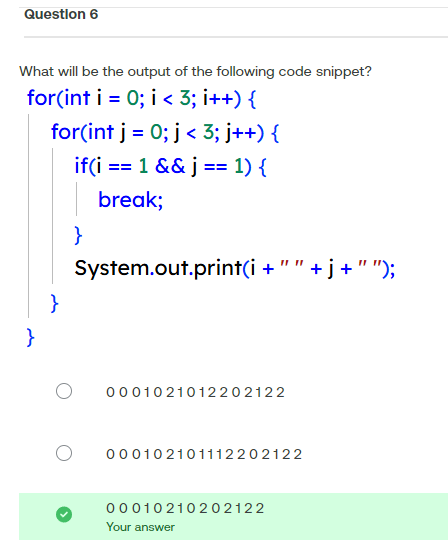 Question 6
What will be the output of the following code snippet?
for(int i = 0; i < 3; i++) {
for(int j = 0; j < 3; j++) {
if(i == 1 && j == 1) {
break;
}
System.out.print(i + " " + j + " ");
}
}
0 0 0 1 0 2 1 0 1 2 2 0 2 1 2 2
0 0 0 1 0 2 1 0 1 1 1 2 2 0 2 1 2 2
0 0 0 1 0 2 1 0 2 0 2 1 2 2
Your answer